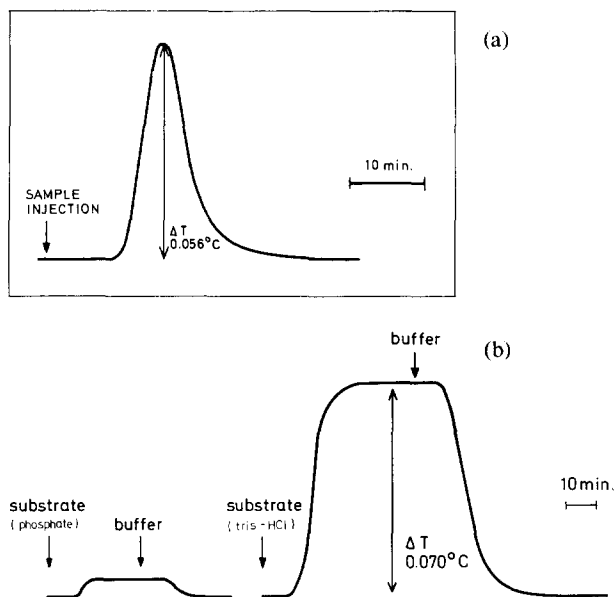 (a)
10 min.
SAMPLE
INJECTION
ΔT
0.056°C
buffer
(b)
substrate
(phosphate)
buffer
substrate
(tris-HCl)
10 min.
ΔT
0.070°C